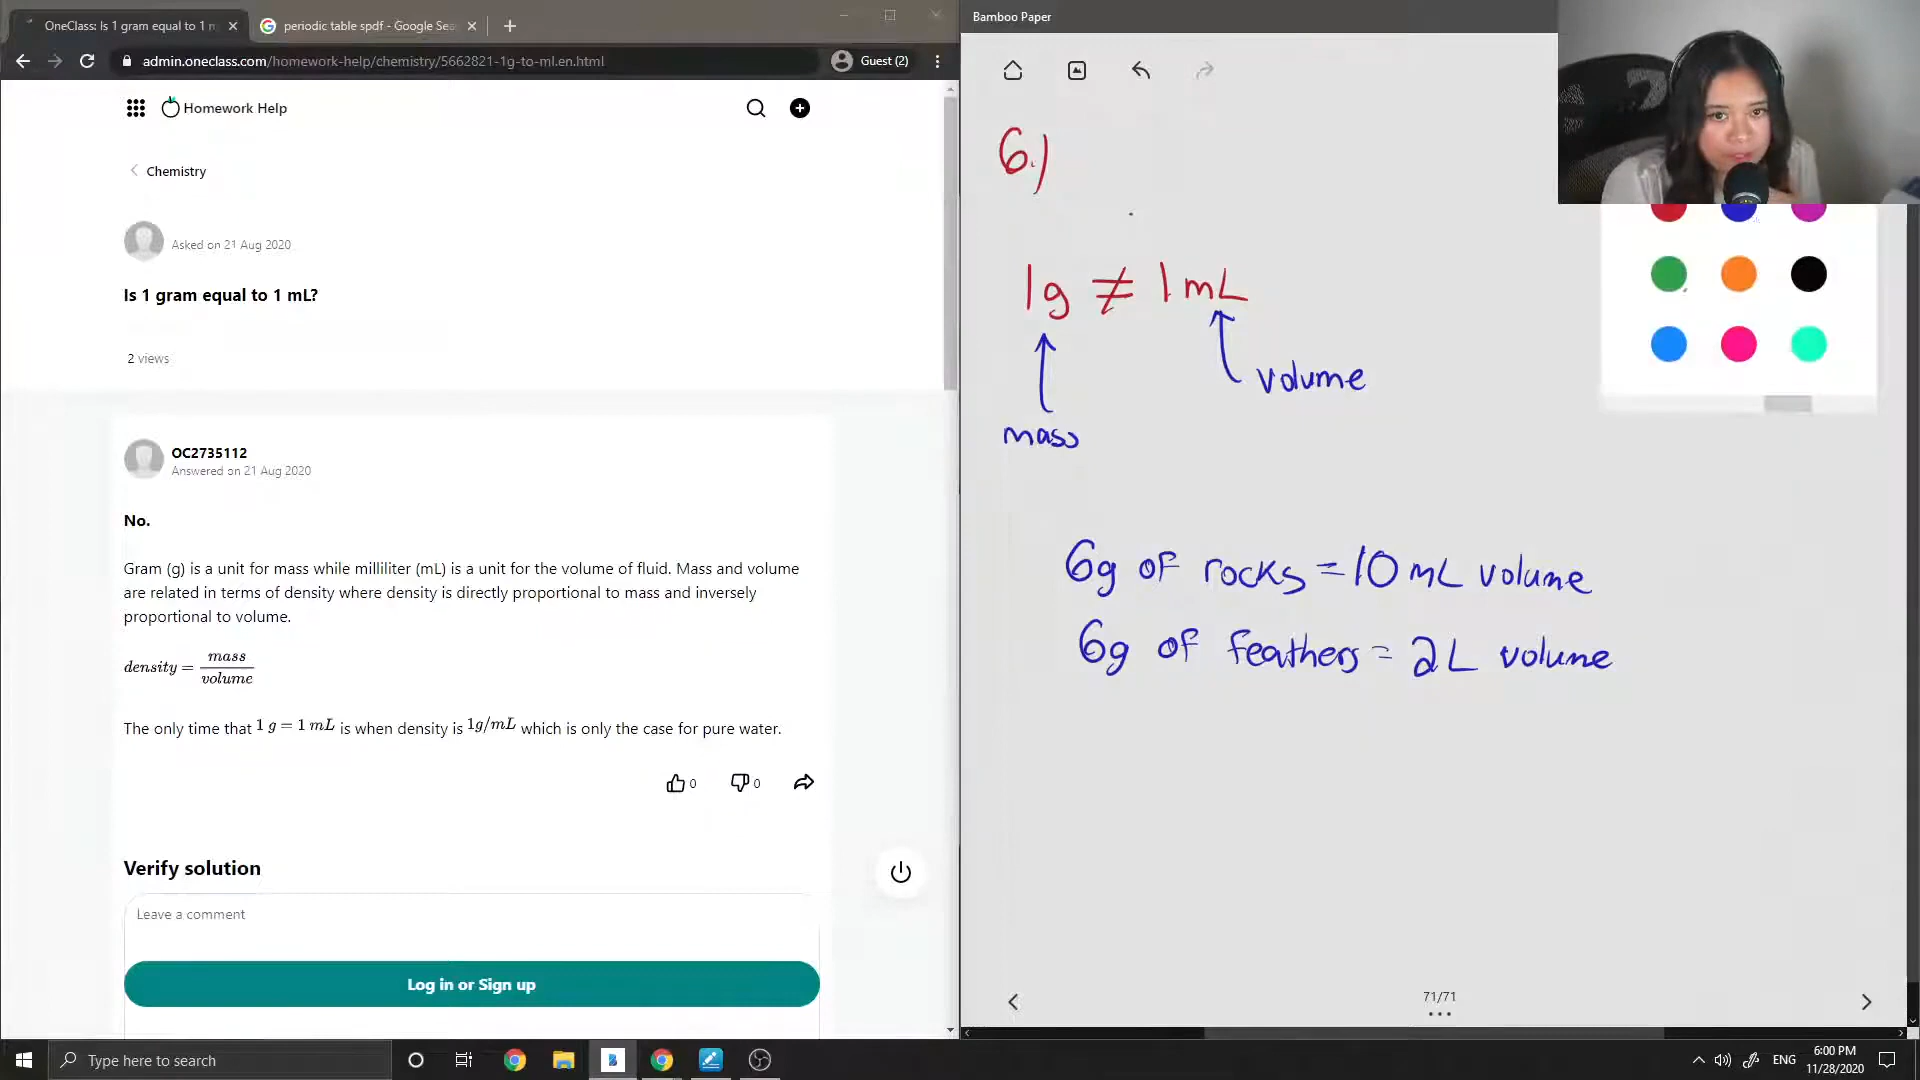 OneClass: Is 1 gram equal to 1 m
periodic table spdf - Google Sea
Bamboo Paper
admin.oneclass.com/homework-help/chemistry/5662821-1g-to-ml.en.html
Guest (2)
Homework Help
Chemistry
Asked on 21 Aug 2020
Is 1 gram equal to 1 mL?
2 views
OC2735112
Answered on 21 Aug 2020
No.
Gram (g) is a unit for mass while milliliter (mL) is a unit for the volume of fluid. Mass and volume
are related in terms of density where density is directly proportional to mass and inversely
proportional to volume.
density = mass / volume
The only time that 1 g = 1 mL is when density is 1g/mL which is only the case for pure water.
0
0
Verify solution
Leave a comment
Log in or Sign up
6.)
1g ≠ 1mL
volume
mass
6g of rocks = 10 mL volume
6g of feathers = 2L volume
71/71
Type here to search
ENG
6:00 PM
11/28/2020